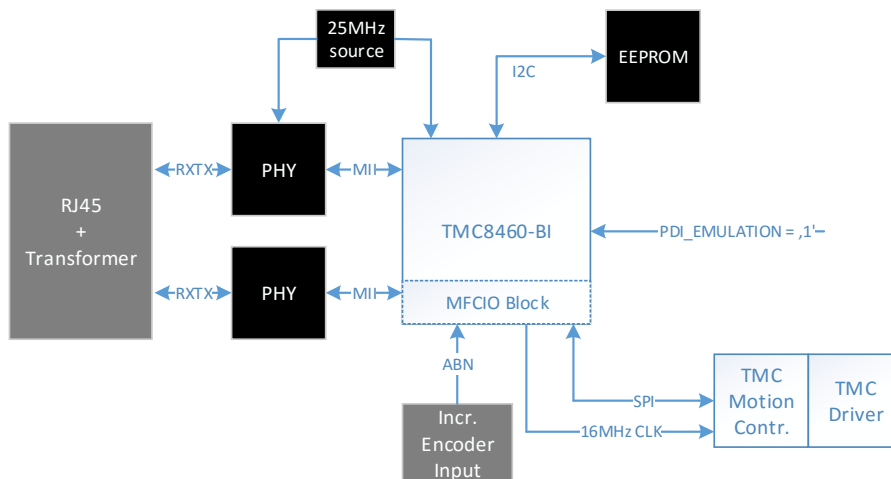 25MHz
source
EEPROM
I2C
RJ45
+
Transformer
RXTX
PHY
MII
TMC8460-BI
PDI_EMULATION = ‚1'
RXTX
PHY
MII
MFCIO Block
ABN
Incr.
Encoder
Input
SPI
16MHz CLK
TMC
Motion
Contr.
TMC
Driver